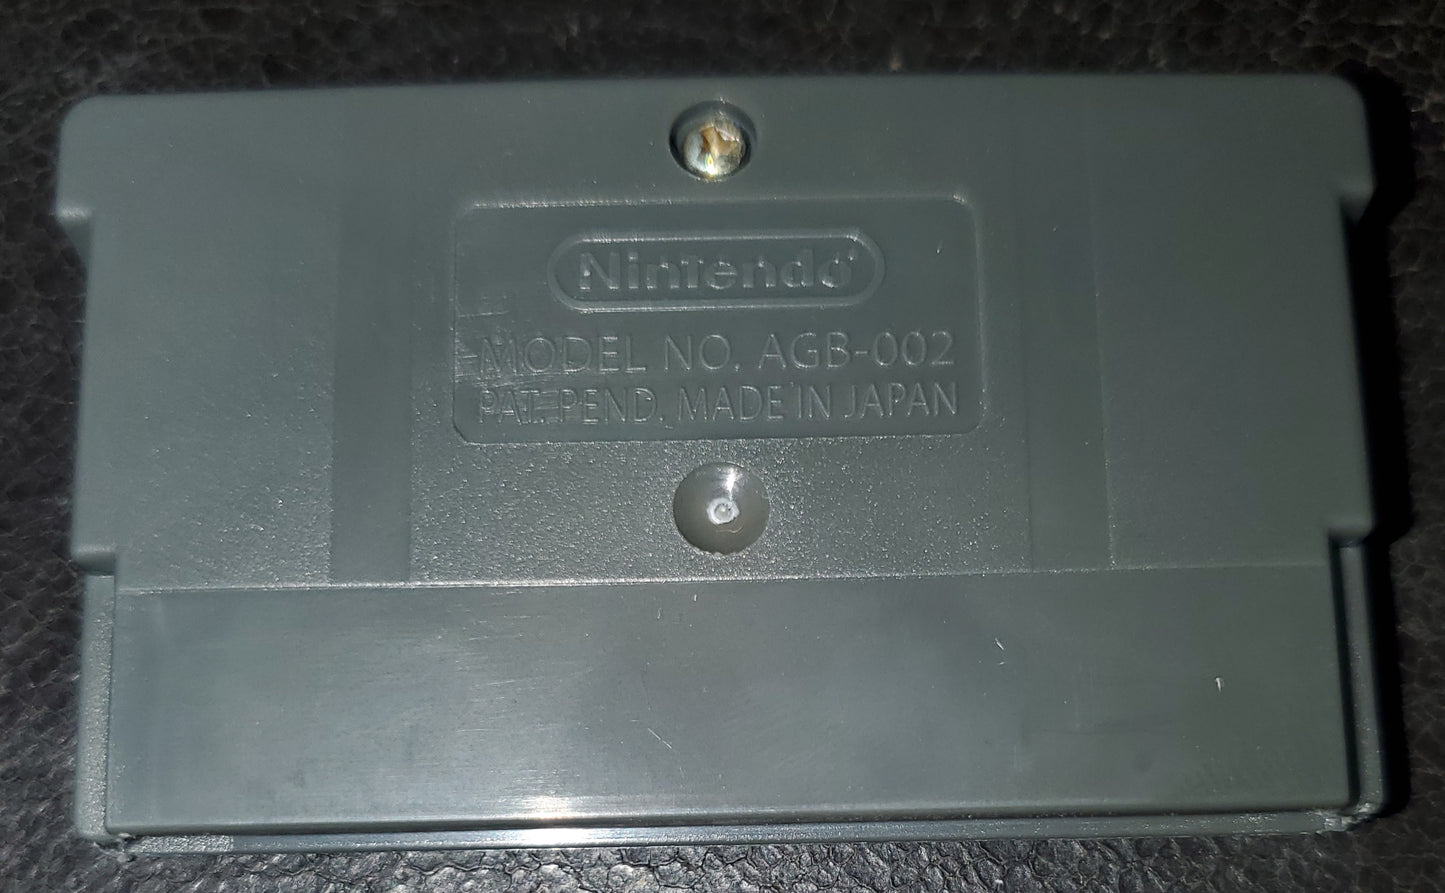 Nintendo
MODEL NO. AGB-002
PAT. PEND. MADE IN JAPAN